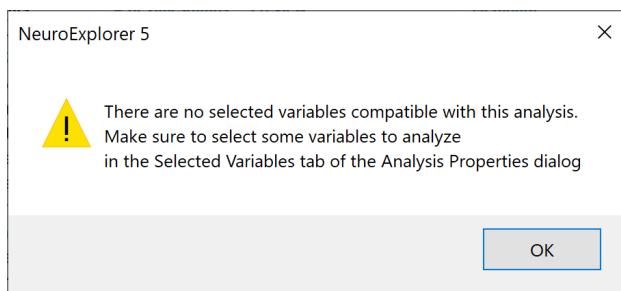 NeuroExplorer 5
There are no selected variables compatible with this analysis.
Make sure to select some variables to analyze
in the Selected Variables tab of the Analysis Properties dialog
OK